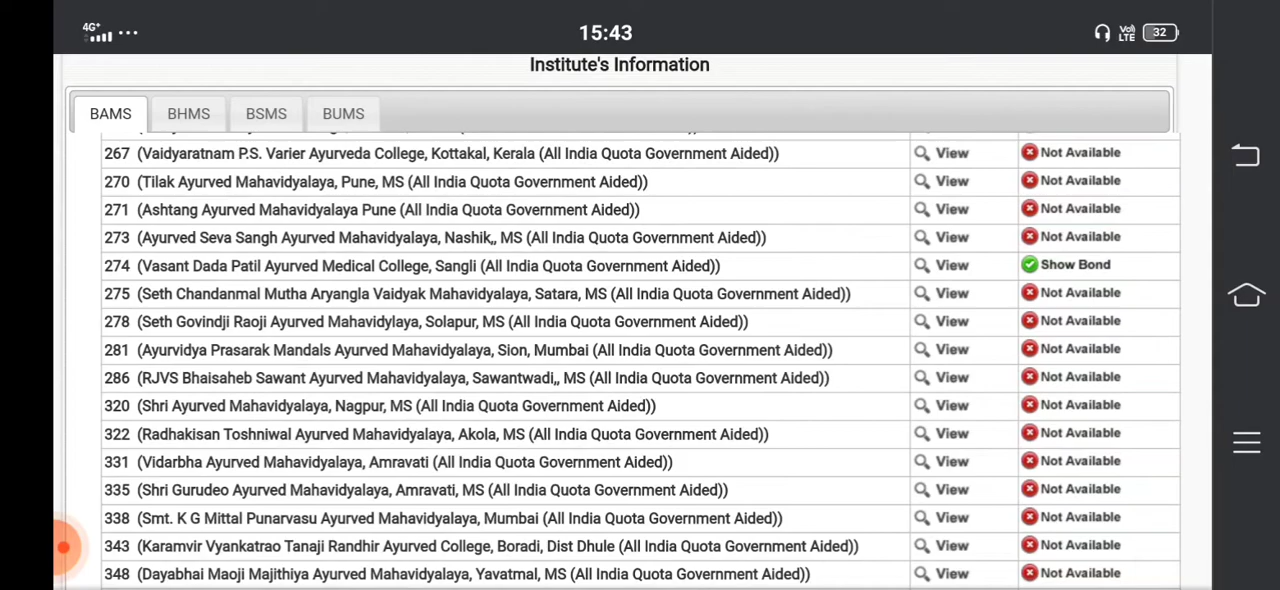 4G+ 15:43 Vo) LTE 32
Institute's Information
BAMS BHMS BSMS BUMS
267 (Vaidyaratnam P.S. Varier Ayurveda College, Kottakal, Kerala (All India Quota Government Aided)) View Not Available
270 (Tilak Ayurved Mahavidyalaya, Pune, MS (All India Quota Government Aided)) View Not Available
271 (Ashtang Ayurved Mahavidyalaya Pune (All India Quota Government Aided)) View Not Available
273 (Ayurved Seva Sangh Ayurved Mahavidyalaya, Nashik,, MS (All India Quota Government Aided)) View Not Available
274 (Vasant Dada Patil Ayurved Medical College, Sangli (All India Quota Government Aided)) View Show Bond
275 (Seth Chandanmal Mutha Aryangla Vaidyak Mahavidyalaya, Satara, MS (All India Quota Government Aided)) View Not Available
278 (Seth Govindji Raoji Ayurved Mahavidylaya, Solapur, MS (All India Quota Government Aided)) View Not Available
281 (Ayurvidya Prasarak Mandals Ayurved Mahavidyalaya, Sion, Mumbai (All India Quota Government Aided)) View Not Available
286 (RJVS Bhaisaheb Sawant Ayurved Mahavidyalaya, Sawantwadi,, MS (All India Quota Government Aided)) View Not Available
320 (Shri Ayurved Mahavidyalaya, Nagpur, MS (All India Quota Government Aided)) View Not Available
322 (Radhakisan Toshniwal Ayurved Mahavidyalaya, Akola, MS (All India Quota Government Aided)) View Not Available
331 (Vidarbha Ayurved Mahavidyalaya, Amravati (All India Quota Government Aided)) View Not Available
335 (Shri Gurudeo Ayurved Mahavidyalaya, Amravati, MS (All India Quota Government Aided)) View Not Available
338 (Smt. K G Mittal Punarvasu Ayurved Mahavidyalaya, Mumbai (All India Quota Government Aided)) View Not Available
343 (Karamvir Vyankatrao Tanaji Randhir Ayurved College, Boradi, Dist Dhule (All India Quota Government Aided)) View Not Available
348 (Dayabhai Maoji Majithiya Ayurved Mahavidyalaya, Yavatmal, MS (All India Quota Government Aided)) View Not Available